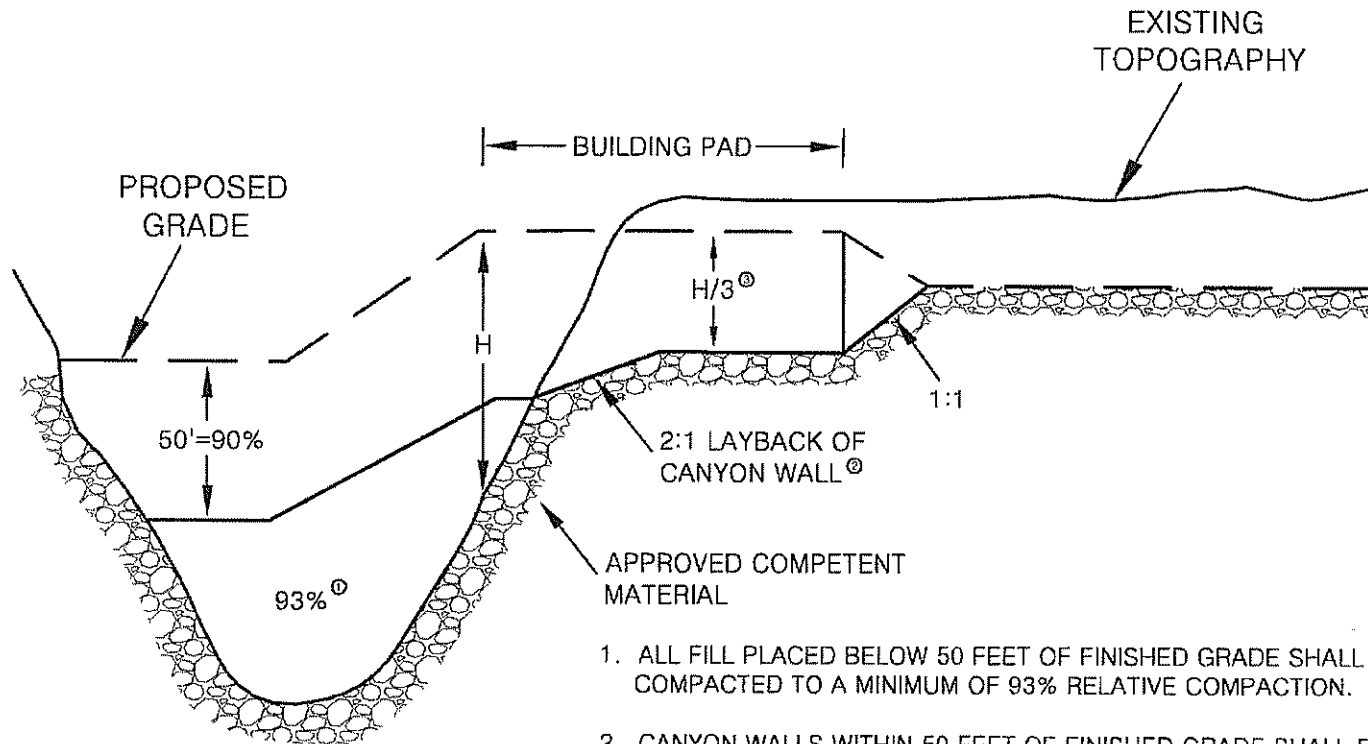 EXISTING
TOPOGRAPHY
BUILDING PAD
PROPOSED
GRADE
H/3③
H
50'=90%
1:1
2:1 LAYBACK OF
CANYON WALL②
APPROVED COMPETENT
MATERIAL
93%①
1. ALL FILL PLACED BELOW 50 FEET OF FINISHED GRADE SHALL
COMPACTED TO A MINIMUM OF 93% RELATIVE COMPACTION.
2. CANYON WALLS WITHIN 50 FEET OF FINISHED GRADE SHALL